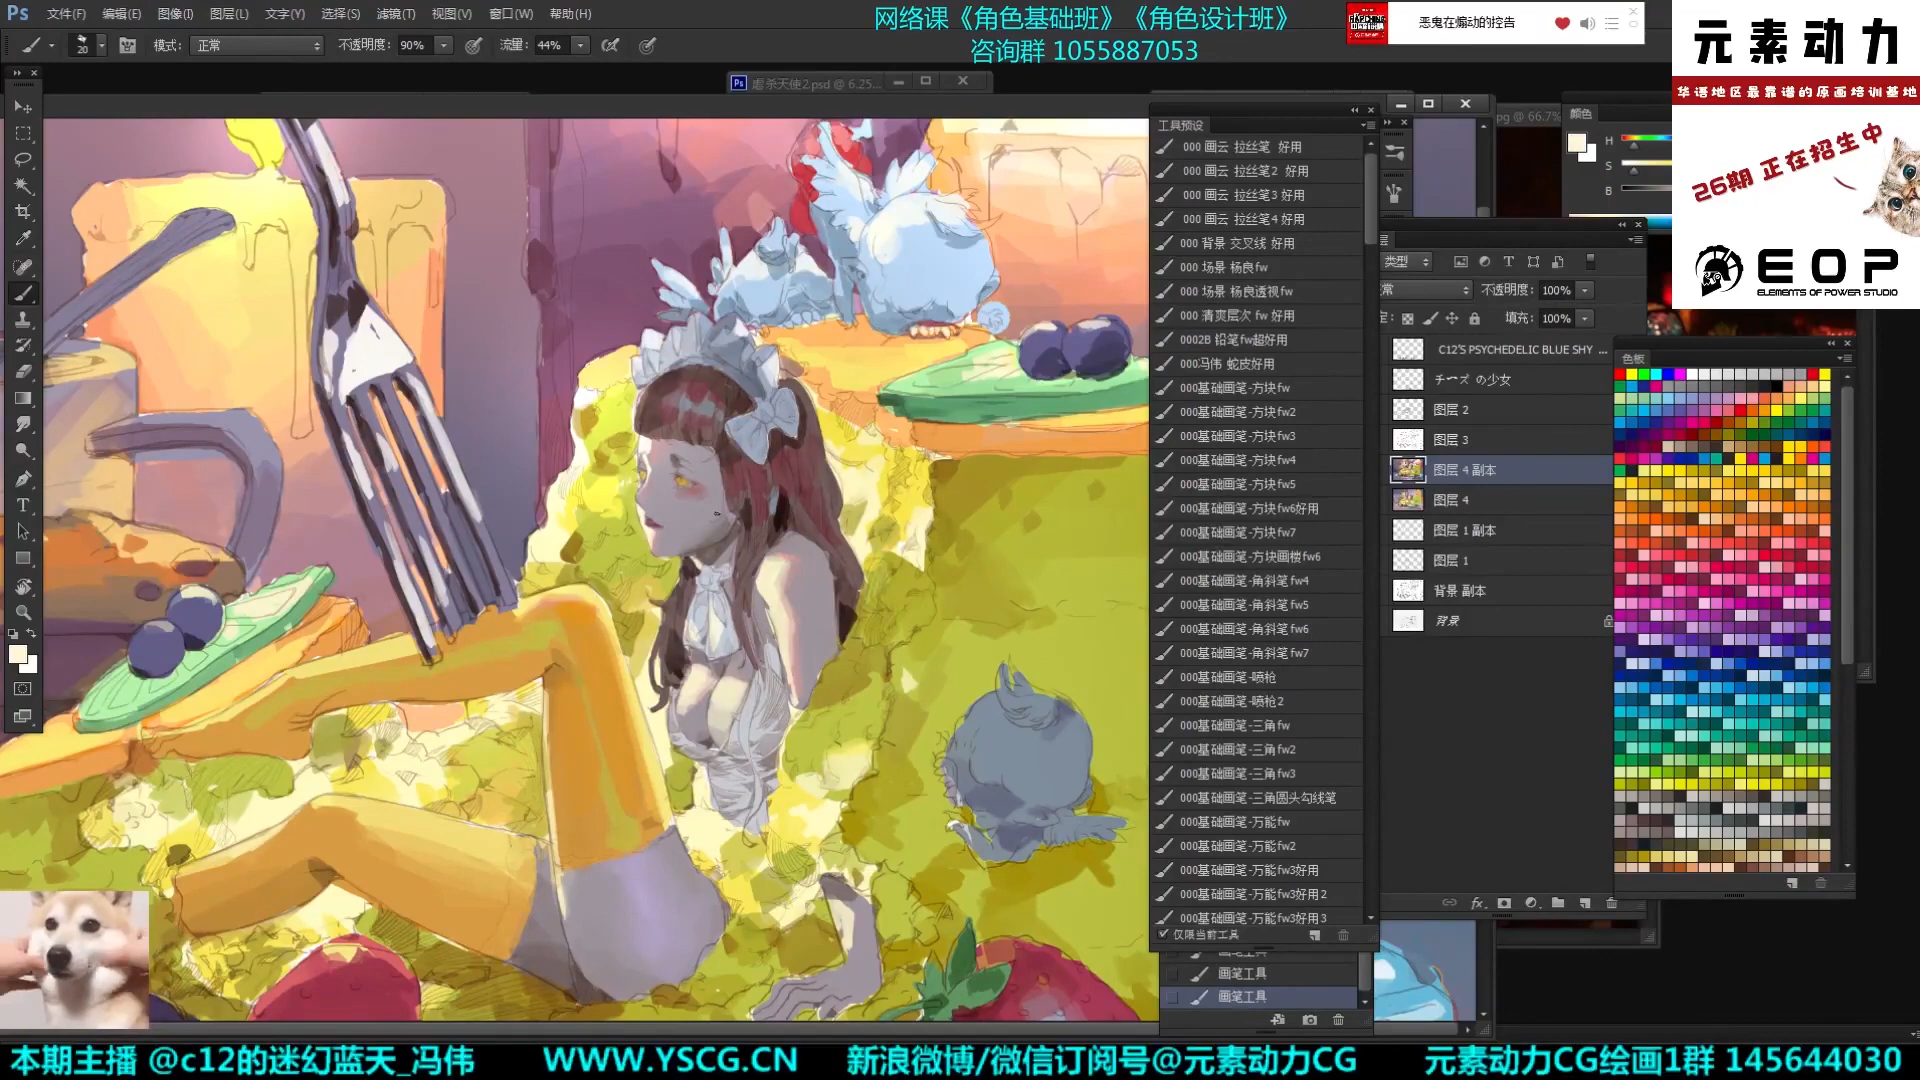 Ps 文件(F) 编辑(E) 图像(I) 图层(L) 文字(Y) 选择(S) 滤镜(T) 视图(V) 窗口(W) 帮助(H)
网络课《角色基础班》《角色设计班》
咨询群 1055887053
恶鬼在煽动的控告
元素动力
华语地区最靠谱的原画培训基地
26期 正在招生中
EOP
ELEMENTS OF POWER STUDIO
20 模式: 正常 不透明度: 90% 流量: 44%
Ps 虐杀天使2.psd @ 6.25...
pg @ 66.7%
颜色
H
S
B
工具预设
000 画云 拉丝笔 好用
000 画云 拉丝笔2 好用
000 画云 拉丝笔3 好用
000 画云 拉丝笔4 好用
000 背景 交叉线 好用
000 场景 杨良fw
000 场景 杨良透视fw
000 清爽层次 fw 好用
0002B 铅笔fw超好用
000冯伟 蛇皮好用
000基础画笔-方块fw
000基础画笔-方块fw2
000基础画笔-方块fw3
000基础画笔-方块fw4
000基础画笔-方块fw5
000基础画笔-方块fw6好用
000基础画笔-方块fw7
000基础画笔-方块画楂fw6
000基础画笔-角斜笔fw4
000基础画笔-角斜笔fw5
000基础画笔-角斜笔fw6
000基础画笔-角斜笔fw7
000基础画笔-喷枪
000基础画笔-喷枪2
000基础画笔-三角fw
000基础画笔-三角fw2
000基础画笔-三角fw3
000基础画笔-三角圆头勾线笔
000基础画笔-万能fw
000基础画笔-万能fw2
000基础画笔-万能fw3好用
000基础画笔-万能fw3好用2
000基础画笔-万能fw3好用3
仅限当前工具
画笔工具
画笔工具
画笔工具
类型
常 不透明度: 100%
定: 填充: 100%
C12'S PSYCHEDELIC BLUE SHY ...
チーズ の少女
图层 2
图层 3
图层 4 副本
图层 4
图层 1 副本
图层 1
背景 副本
背景
fx
色板
本期主播 @c12的迷幻蓝天_冯伟 WWW.YSCG.CN 新浪微博/微信订阅号@元素动力CG 元素动力CG绘画1群 145644030